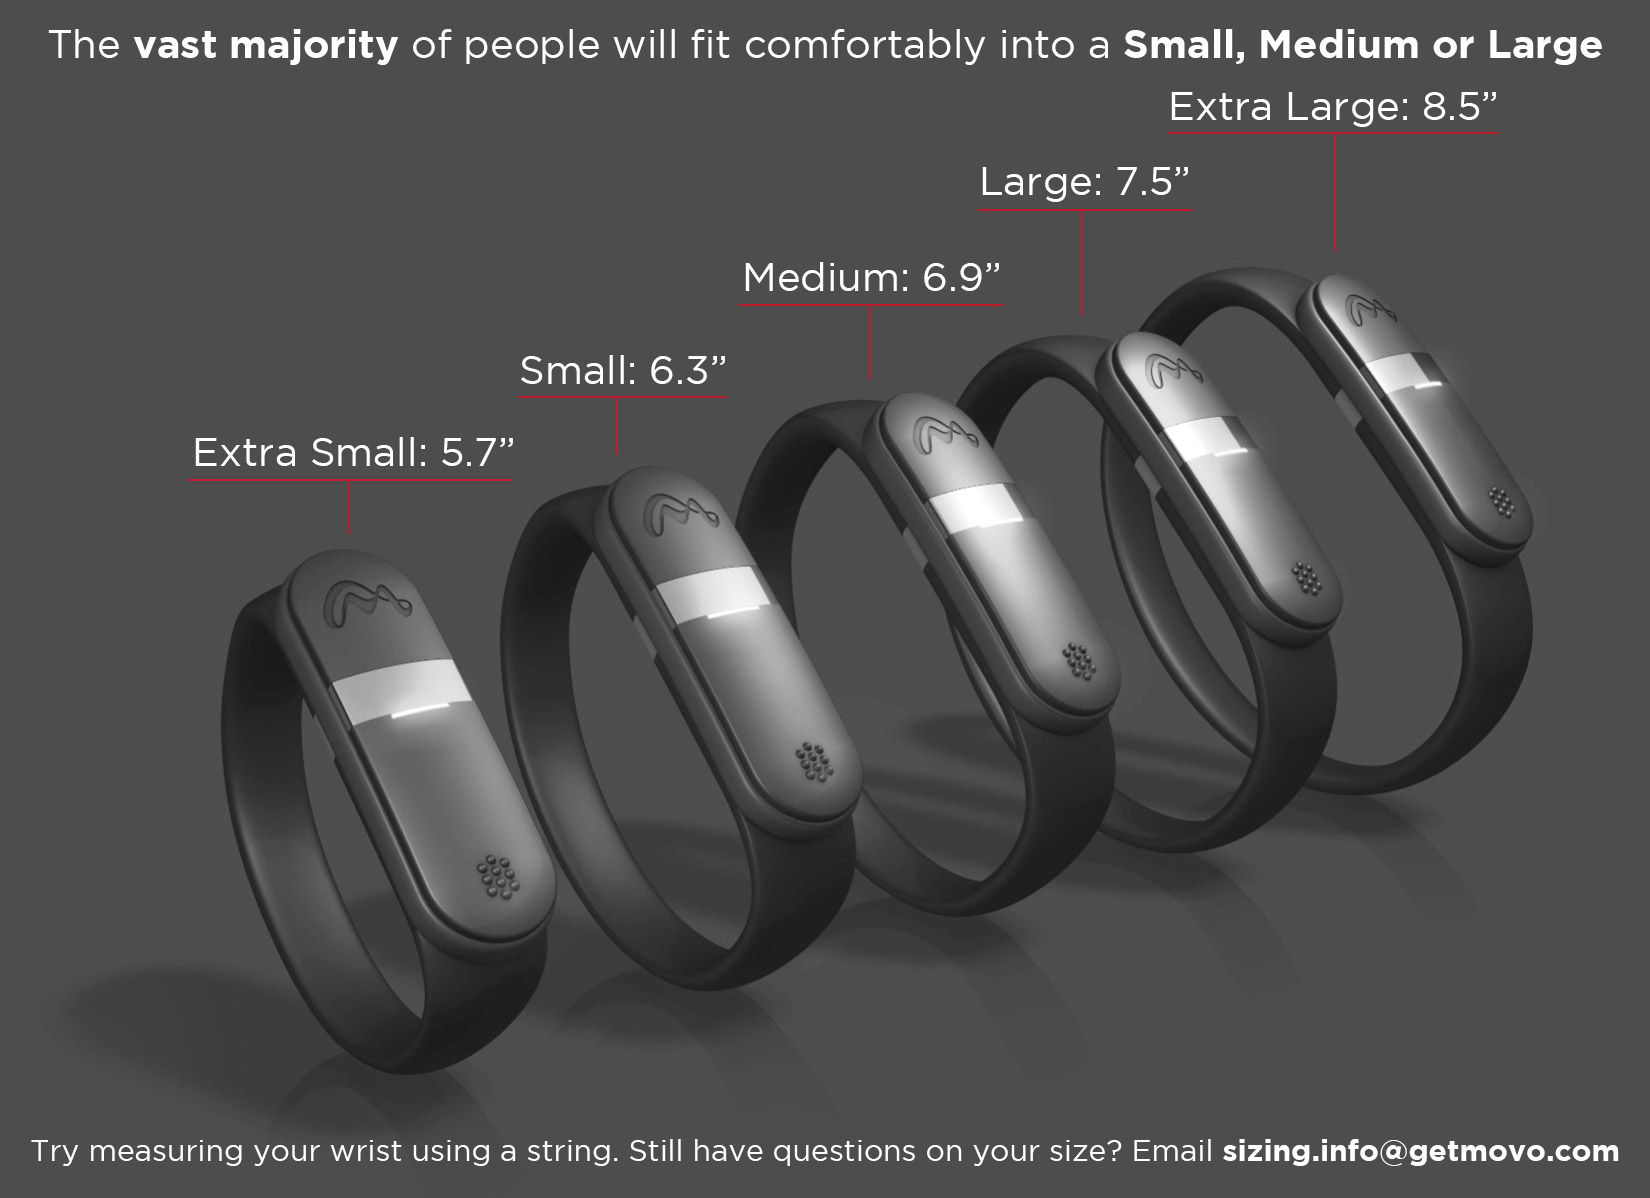 The vast majority of people will fit comfortably into a Small, Medium or Large
Extra Large: 8.5”
Large: 7.5”
Medium: 6.9”
Small: 6.3”
Extra Small: 5.7”
Try measuring your wrist using a string. Still have questions on your size? Email sizing.info@getmovo.com